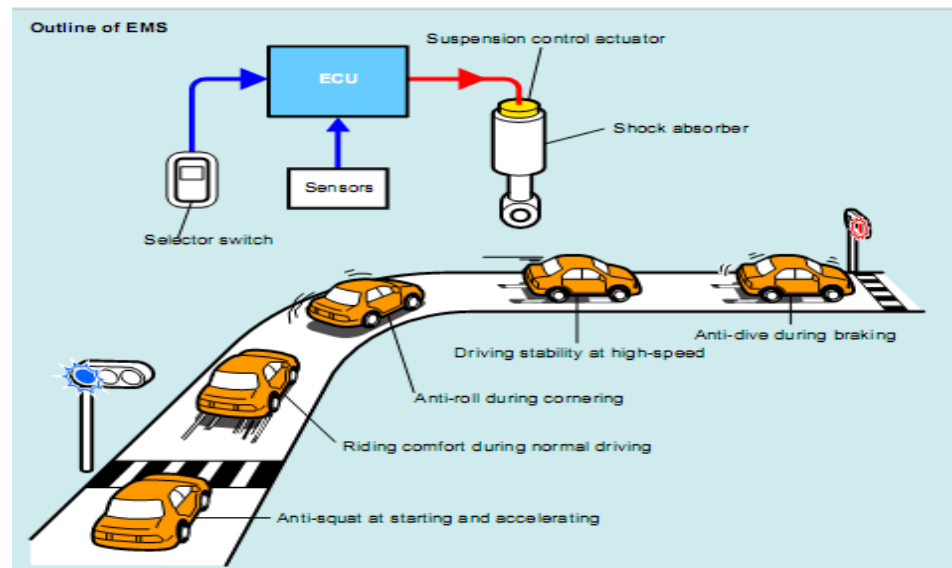 Outline of EMS
Suspension control actuator
ECU
Shock absorber
Sensors
Selector switch
Anti-dive during braking
Driving stability at high-speed
Anti-roll during cornering
Riding comfort during normal driving
Anti-squat at starting and accelerating